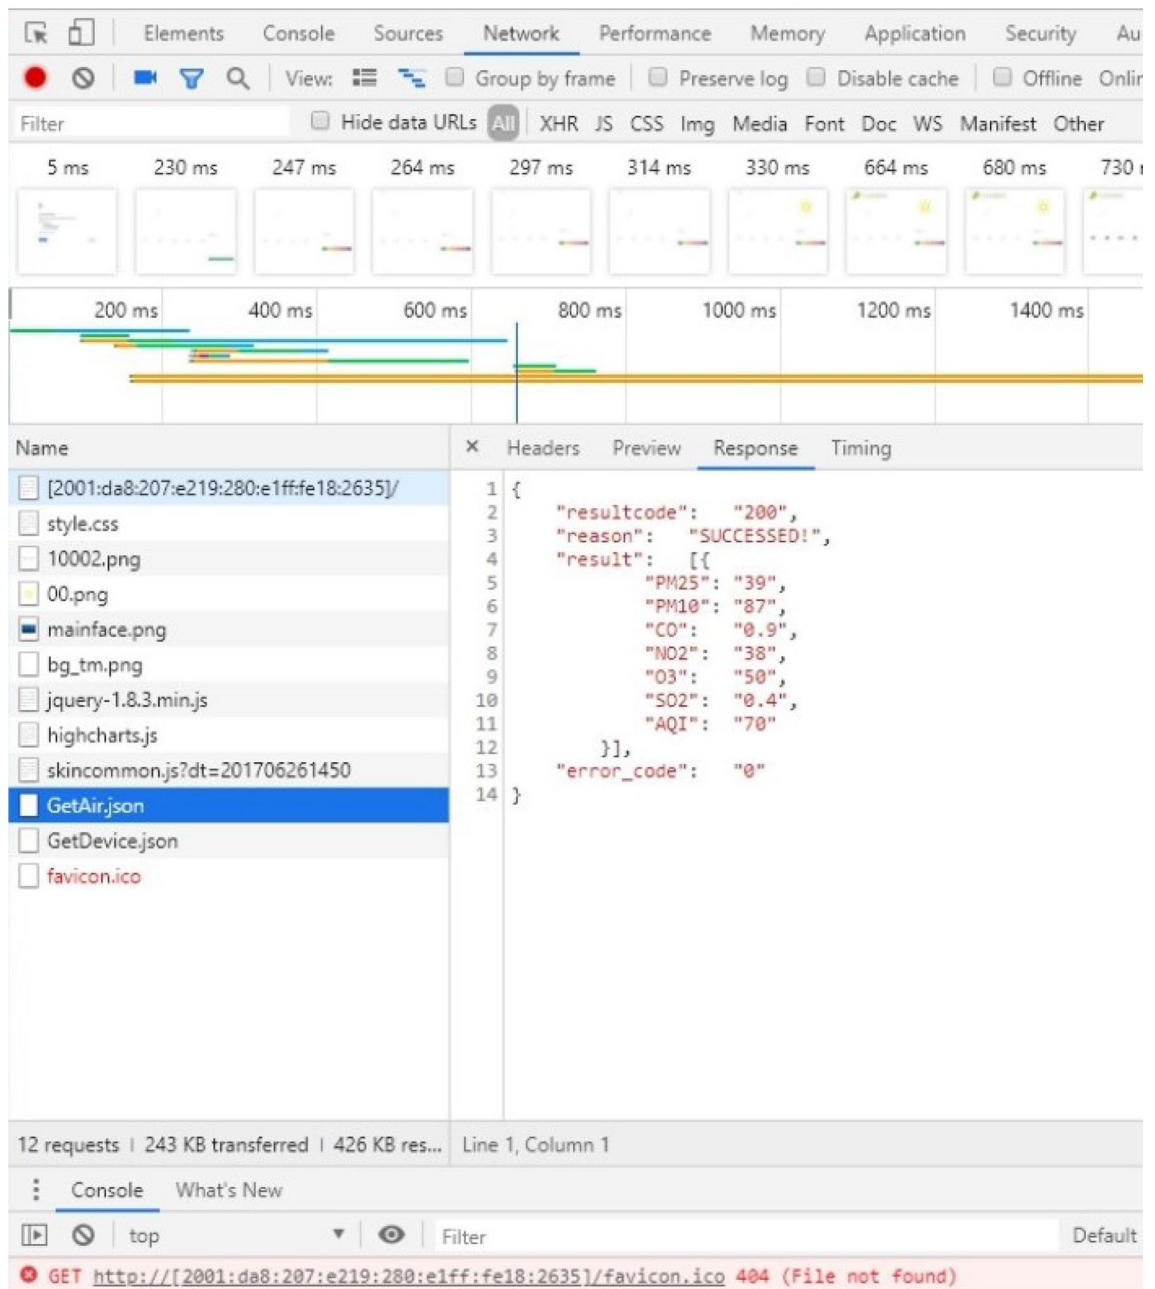 Elements Console Sources Network Performance Memory Application Security Au
View: Group by frame Preserve log Disable cache Offline Onlin
Filter Hide data URLs All XHR JS CSS Img Media Font Doc WS Manifest Other
5 ms 230 ms 247 ms 264 ms 297 ms 314 ms 330 ms 664 ms 680 ms 730
200 ms 400 ms 600 ms 800 ms 1000 ms 1200 ms 1400 ms
Name × Headers Preview Response Timing
[2001:da8:207:e219:280:e1ff:fe18:2635]/
style.css
10002.png
00.png
mainface.png
bg_tm.png
jquery-1.8.3.min.js
highcharts.js
skincommon.js?dt=201706261450
GetAir.json
GetDevice.json
favicon.ico
1 {
2 "resultcode": "200",
3 "reason": "SUCCESSED!",
4 "result": [{
5 "PM25": "39",
6 "PM10": "87",
7 "CO": "0.9",
8 "NO2": "38",
9 "O3": "50",
10 "SO2": "0.4",
11 "AQI": "70"
12 }],
13 "error_code": "0"
14 }
12 requests | 243 KB transferred | 426 KB res... Line 1, Column 1
Console What's New
top Filter Default
GET http://[2001:da8:207:e219:280:e1ff:fe18:2635]/favicon.ico 404 (File not found)